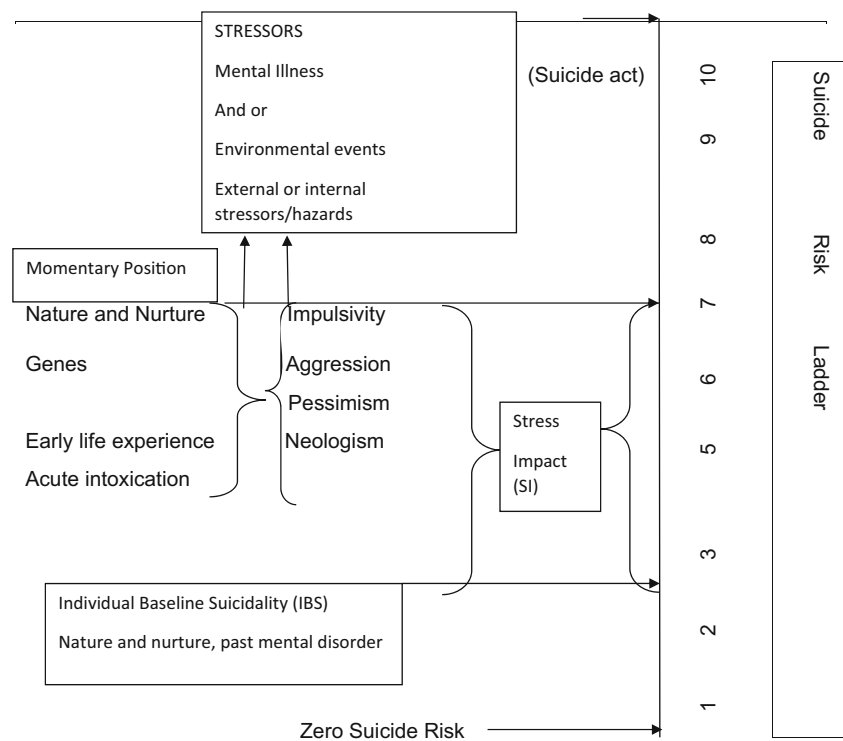 STRESSORS
Mental Illness
And or
Environmental events
External or internal
stressors/hazards
(Suicide act)
Momentary Position
Nature and Nurture
Genes
Early life experience
Acute intoxication
Impulsivity
Aggression
Pessimism
Neologism
Stress
Impact
(SI)
Individual Baseline Suicidality (IBS)
Nature and nurture, past mental disorder
Zero Suicide Risk
10
9
8
7
6
5
3
2
1
Suicide Risk Ladder